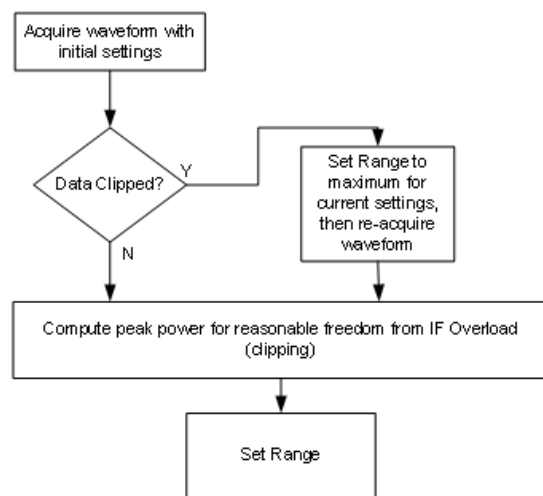 Acquire waveform with
initial settings
Data Clipped?
Y
N
Set Range to
maximum for
current settings,
then re-acquire
waveform
Compute peak power for reasonable freedom from IF Overload
(clipping)
Set Range